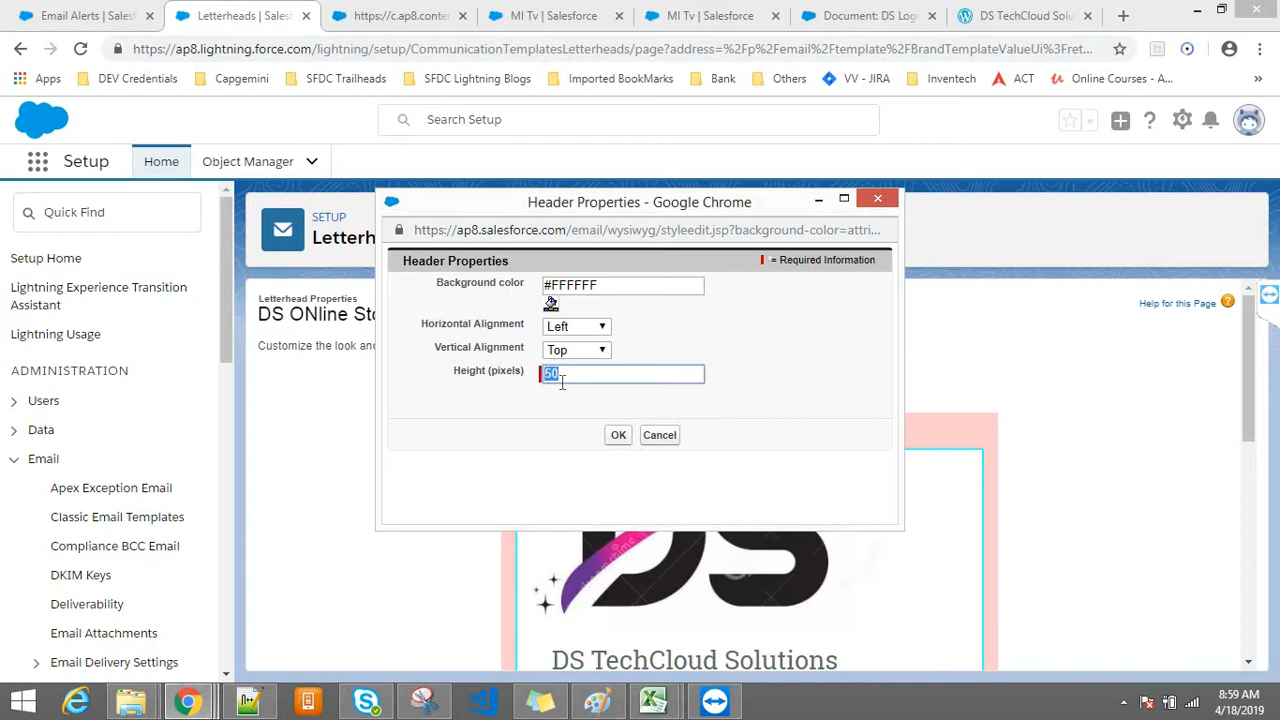 Email Alerts | Salesf
Letterheads | Salesf
https://c.ap8.conter
MI Tv | Salesforce
MI Tv | Salesforce
Document: DS Log
DS TechCloud Solu
https://ap8.lightning.force.com/lightning/setup/CommunicationTemplatesLetterheads/page?address=%2Fp%2Femail%2Ftemplate%2FBrandTemplateValueUi%3Fret...
Apps
DEV Credentials
Capgemini
SFDC Trailheads
SFDC Lightning Blogs
Imported BookMarks
Bank
Others
VV - JIRA
Inventech
ACT
Online Courses - A...
»
Search Setup
Setup
Home
Object Manager
Quick Find
Setup Home
Lightning Experience Transition
Assistant
Lightning Usage
ADMINISTRATION
Users
Data
Email
Apex Exception Email
Classic Email Templates
Compliance BCC Email
DKIM Keys
Deliverability
Email Attachments
Email Delivery Settings
SETUP
Letterh
Letterhead Properties
DS ONline Sto
Customize the look and
Help for this Page
Header Properties - Google Chrome
https://ap8.salesforce.com/email/wysiwyg/styleedit.jsp?background-color=attri...
Header Properties
= Required Information
Background color
#FFFFFF
Horizontal Alignment
Left
Vertical Alignment
Top
Height (pixels)
50
OK
Cancel
DS
DS TechCloud Solutions
8:59 AM
4/18/2019